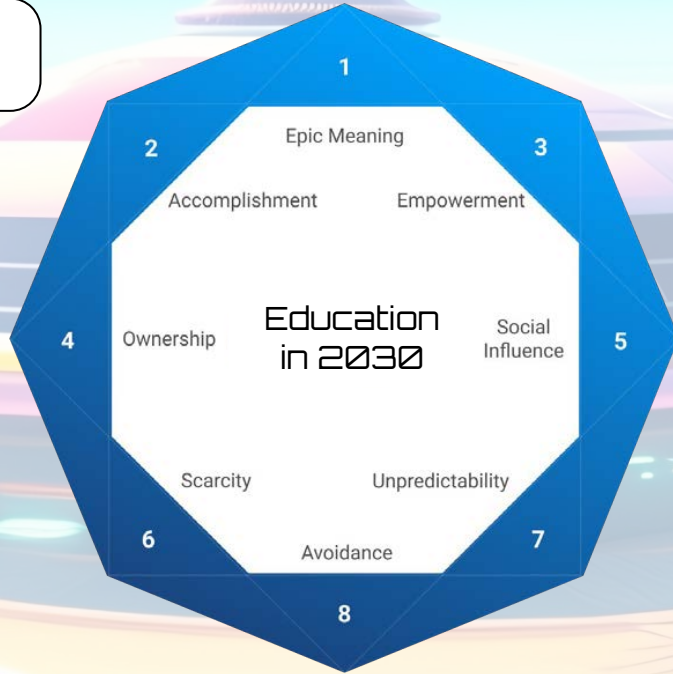 1
Epic Meaning
2
3
Accomplishment
Empowerment
Education
in 2030
4
Ownership
Social
Influence
5
Scarcity
Unpredictability
6
7
Avoidance
8